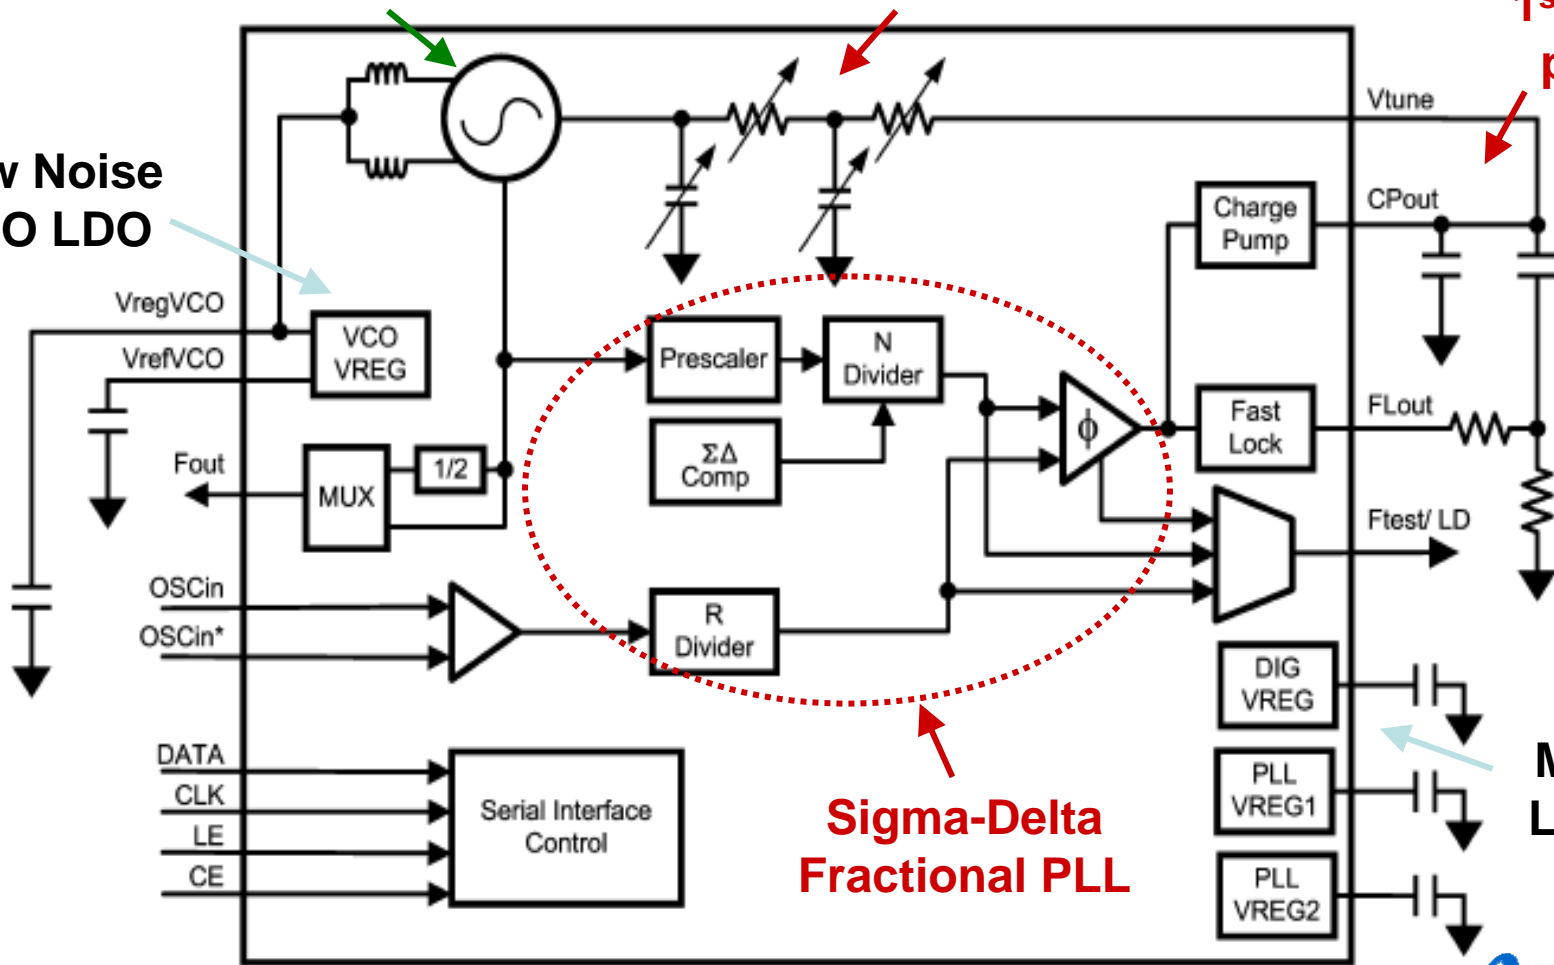 1s
p
Vtune
w Noise
O LDO
Charge
Pump
CPout
VregVCO
VCO
VREG
VrefVCO
Prescaler
N
Divider
ϕ
Fast
Lock
FLout
ΣΔ
Comp
Fout
MUX
1/2
Ftest/ LD
OSCin
OSCin*
R
Divider
DIG
VREG
M
L
DATA
CLK
LE
CE
Serial Interface
Control
PLL
VREG1
Sigma-Delta
Fractional PLL
PLL
VREG2